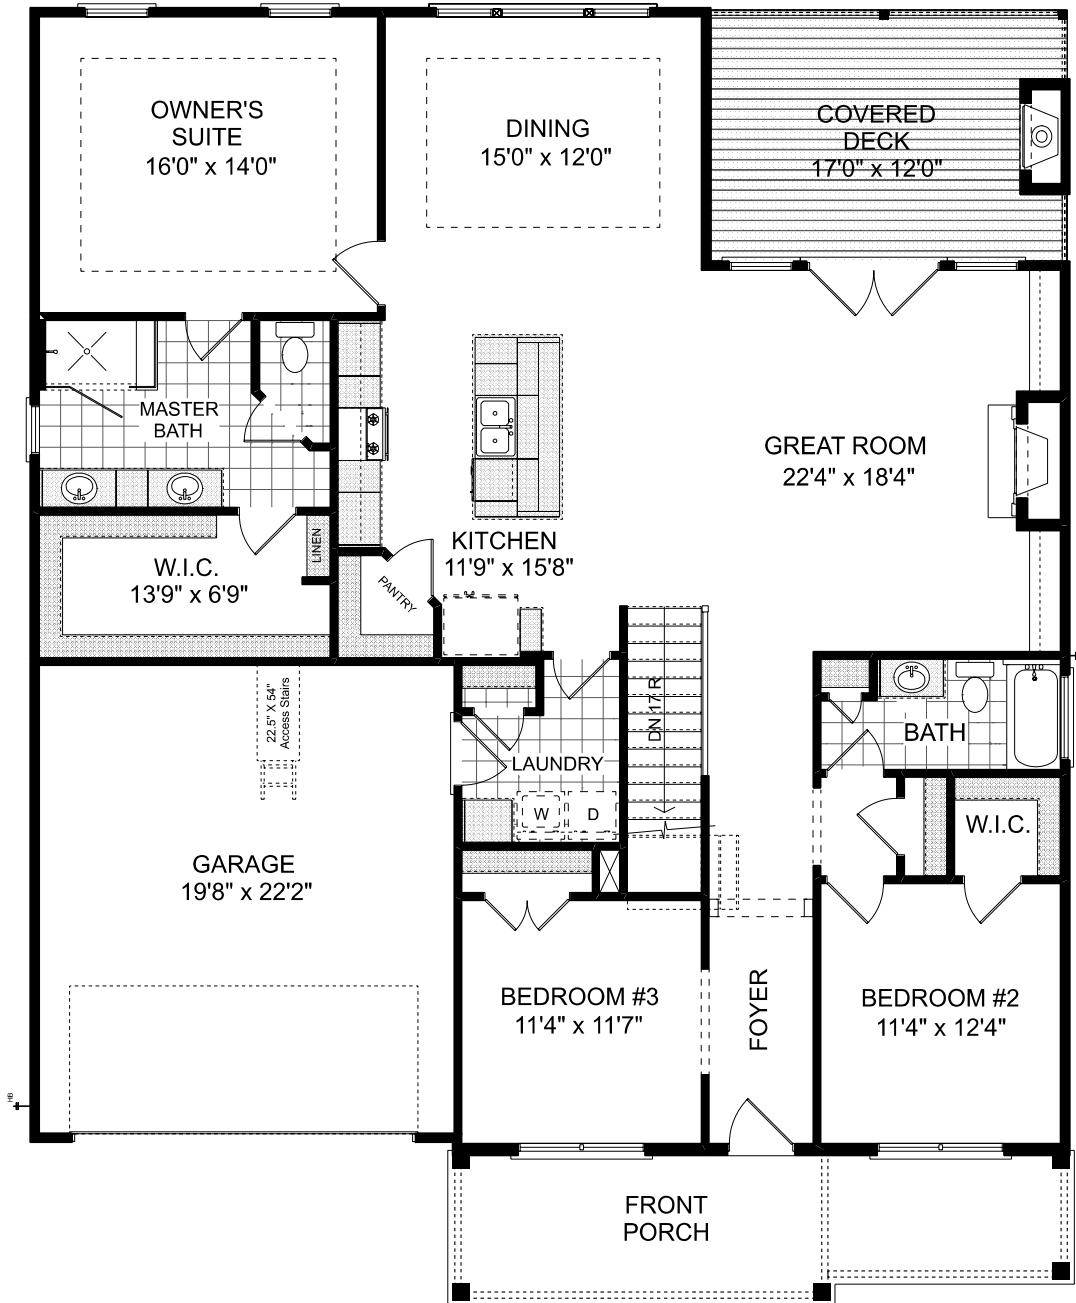 OWNER'S
SUITE
16'0" x 14'0"
DINING
15'0" x 12'0"
COVERED
DECK
17'0" x 12'0"
MASTER
BATH
GREAT ROOM
22'4" x 18'4"
KITCHEN
11'9" x 15'8"
W.I.C.
13'9" x 6'9"
LINEN
PANTRY
22.5" X 54"
Access Stairs
DN 17 R
LAUNDRY
W
D
BATH
W.I.C.
GARAGE
19'8" x 22'2"
BEDROOM #3
11'4" x 11'7"
FOYER
BEDROOM #2
11'4" x 12'4"
HB
FRONT
PORCH